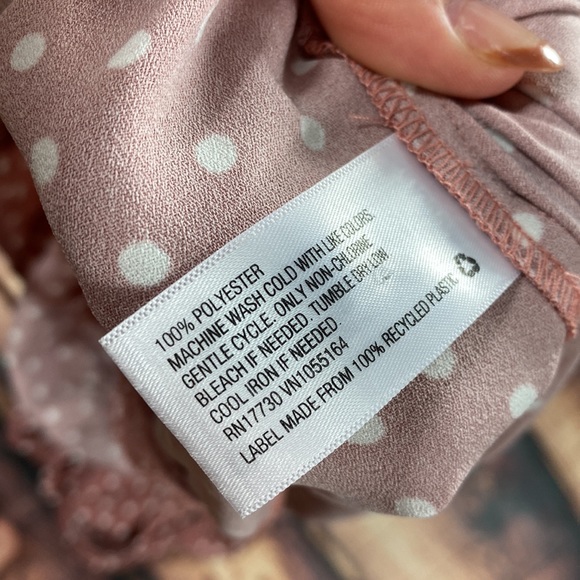 100% POLYESTER
MACHINE WASH COLD WITH LIKE COLORS.
GENTLE CYCLE. ONLY NON-CHLORINE
BLEACH IF NEEDED. TUMBLE DRY LOW
COOL IRON IF NEEDED.
RN17730 VN1055164
LABEL MADE FROM 100% RECYCLED PLASTIC